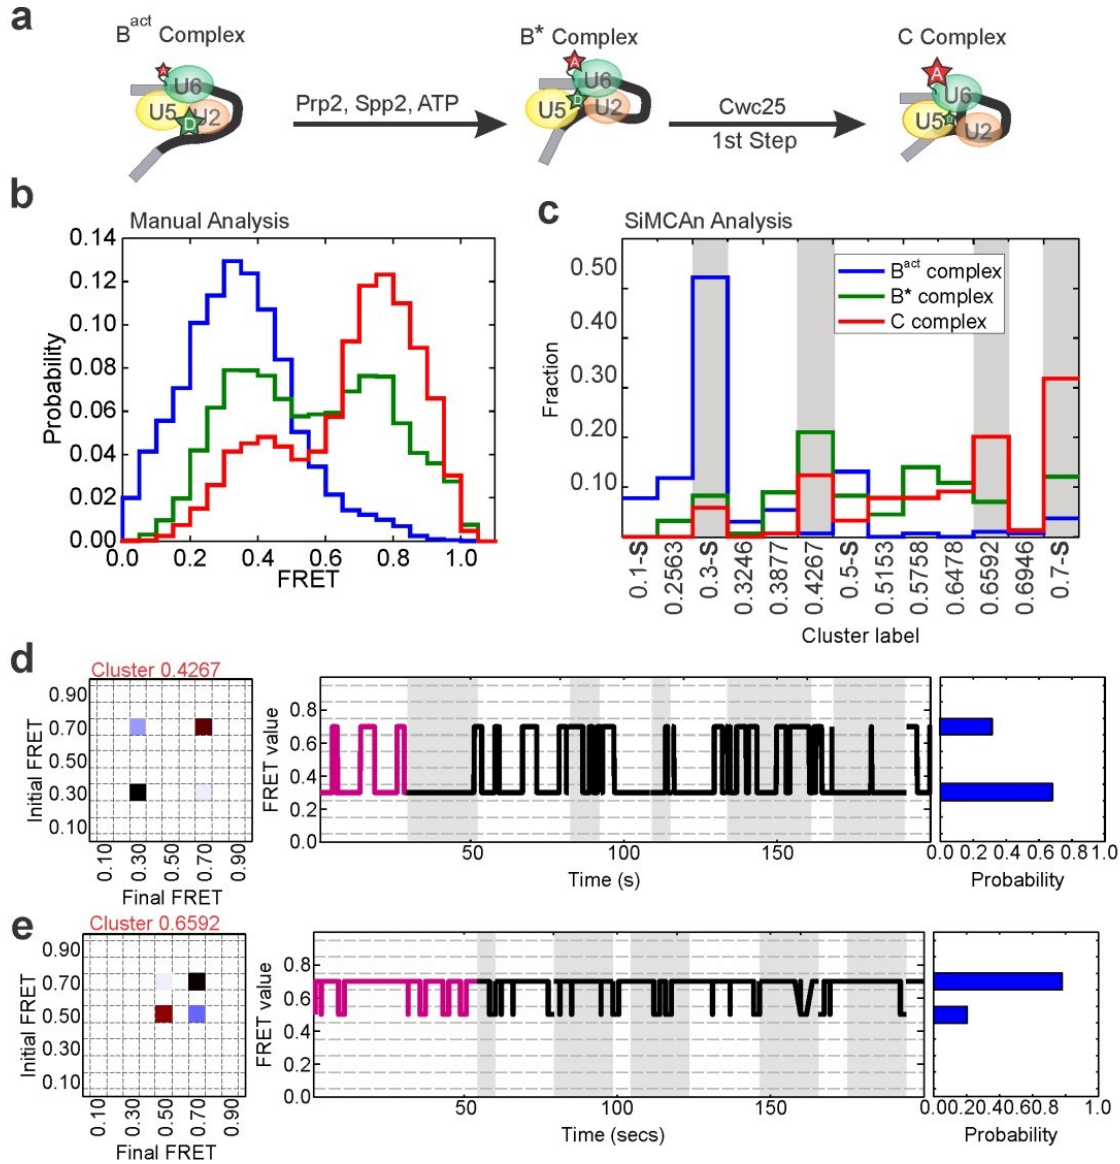 a
B^act Complex
B* Complex
C Complex
A
U6
U5
U2
D
Prp2, Spp2, ATP
A
U6
U5
D
U2
Cwc25
1st Step
A
U6
U5
U2
b
Manual Analysis
0.14
0.12
0.10
0.08
0.06
0.04
0.02
0.00
Probability
0.0 0.2 0.4 0.6 0.8 1.0
FRET
c
SiMCAn Analysis
0.50
0.40
0.30
0.20
0.10
Fraction
B^act complex
B* complex
C complex
0.1-S
0.2563
0.3-S
0.3246
0.3877
0.4267
0.5-S
0.5153
0.5758
0.6478
0.6592
0.6946
0.7-S
Cluster label
d
Cluster 0.4267
Initial FRET
0.90
0.70
0.50
0.30
0.10
0.10 0.30 0.50 0.70 0.90
Final FRET
FRET value
0.8
0.6
0.4
0.2
0.0
50 100 150
Time (s)
0.0 0.2 0.4 0.6 0.8 1.0
Probability
e
Cluster 0.6592
Initial FRET
0.90
0.70
0.50
0.30
0.10
0.10 0.30 0.50 0.70 0.90
Final FRET
FRET value
0.8
0.6
0.4
0.2
0.0
50 100 150
Time (secs)
0.00.20.40.60.8 1.0
Probability